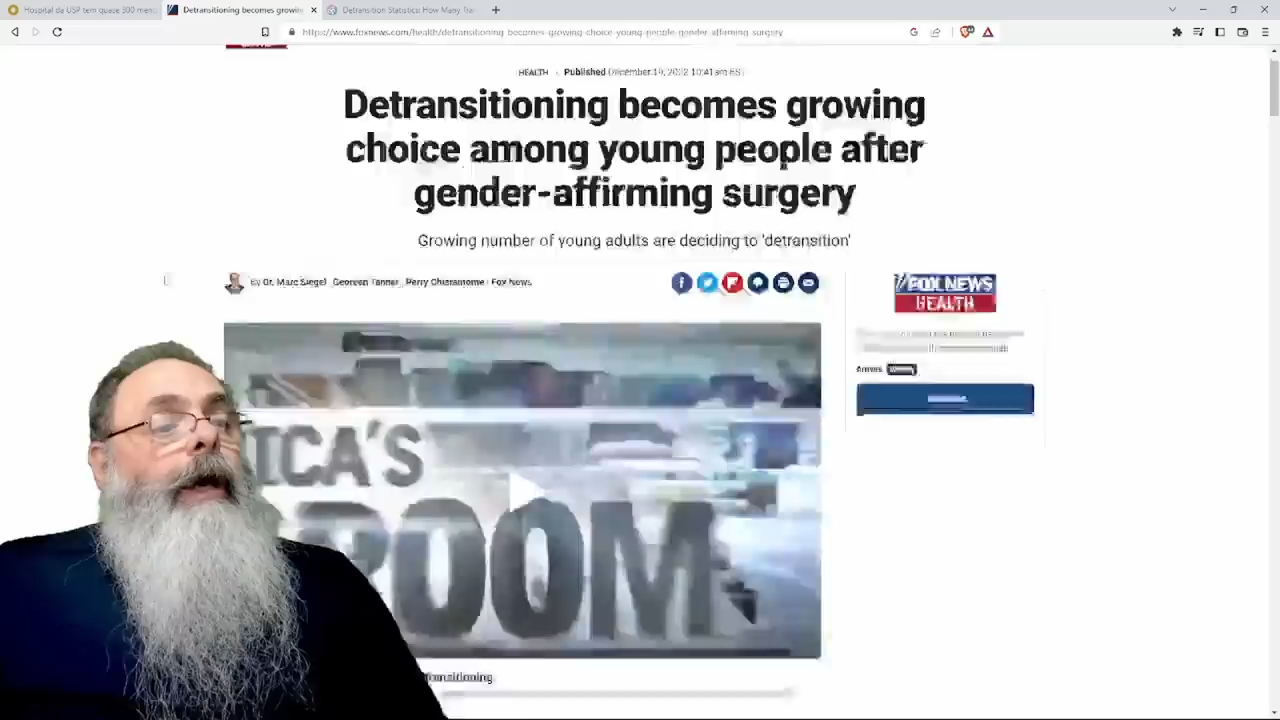 Hospital da USP tem quase 300 men
Detransitioning becomes growin
Detransition Statistics: How Many Tra
https://www.foxnews.com/health/detransitioning-becomes-growing-choice-young-people-gender-affirming-surgery
HEALTH · Published
Detransitioning becomes growing
choice among young people after
gender-affirming surgery
Growing number of young adults are deciding to 'detransition'
By Dr. Marc Siegel, Fox News
FOX NEWS
HEALTH
ICA'S
ROOM